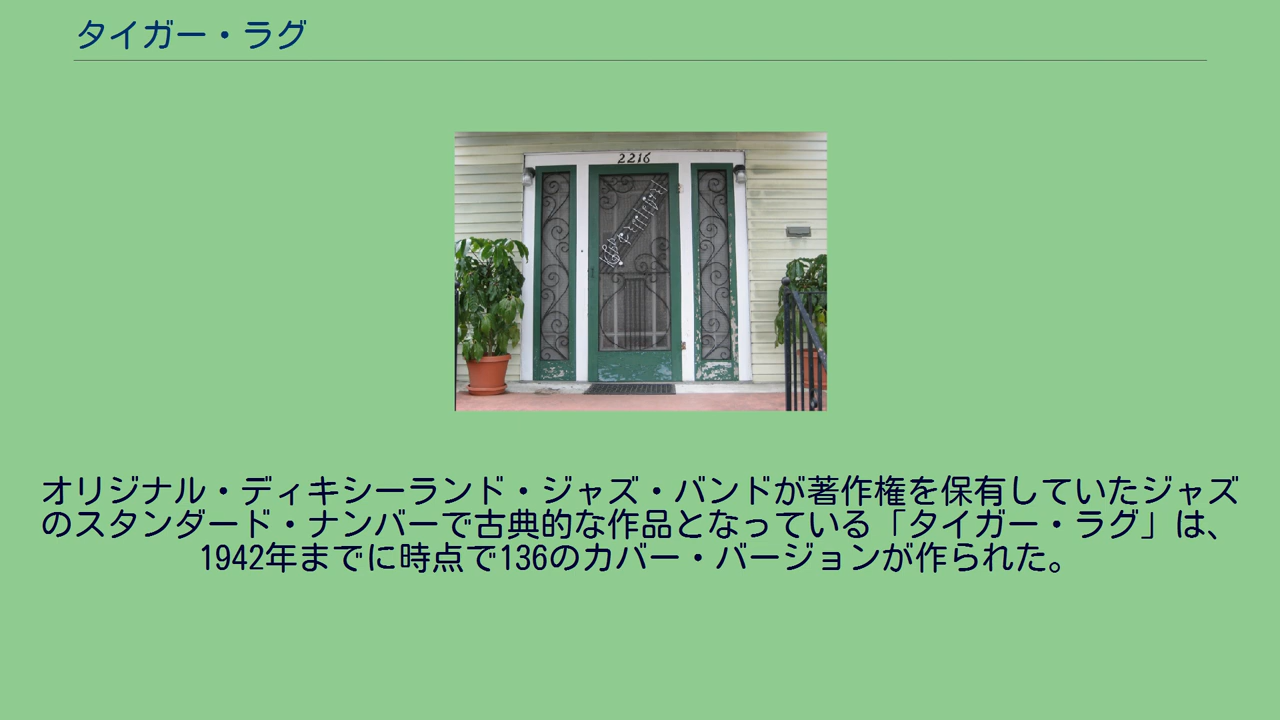 タイガー・ラグ
2216
オリジナル・ディキシーランド・ジャズ・バンドが著作権を保有していたジャズ
のスタンダード・ナンバーで古典的な作品となっている「タイガー・ラグ」は、
1942年までに時点で136のカバー・バージョンが作られた。